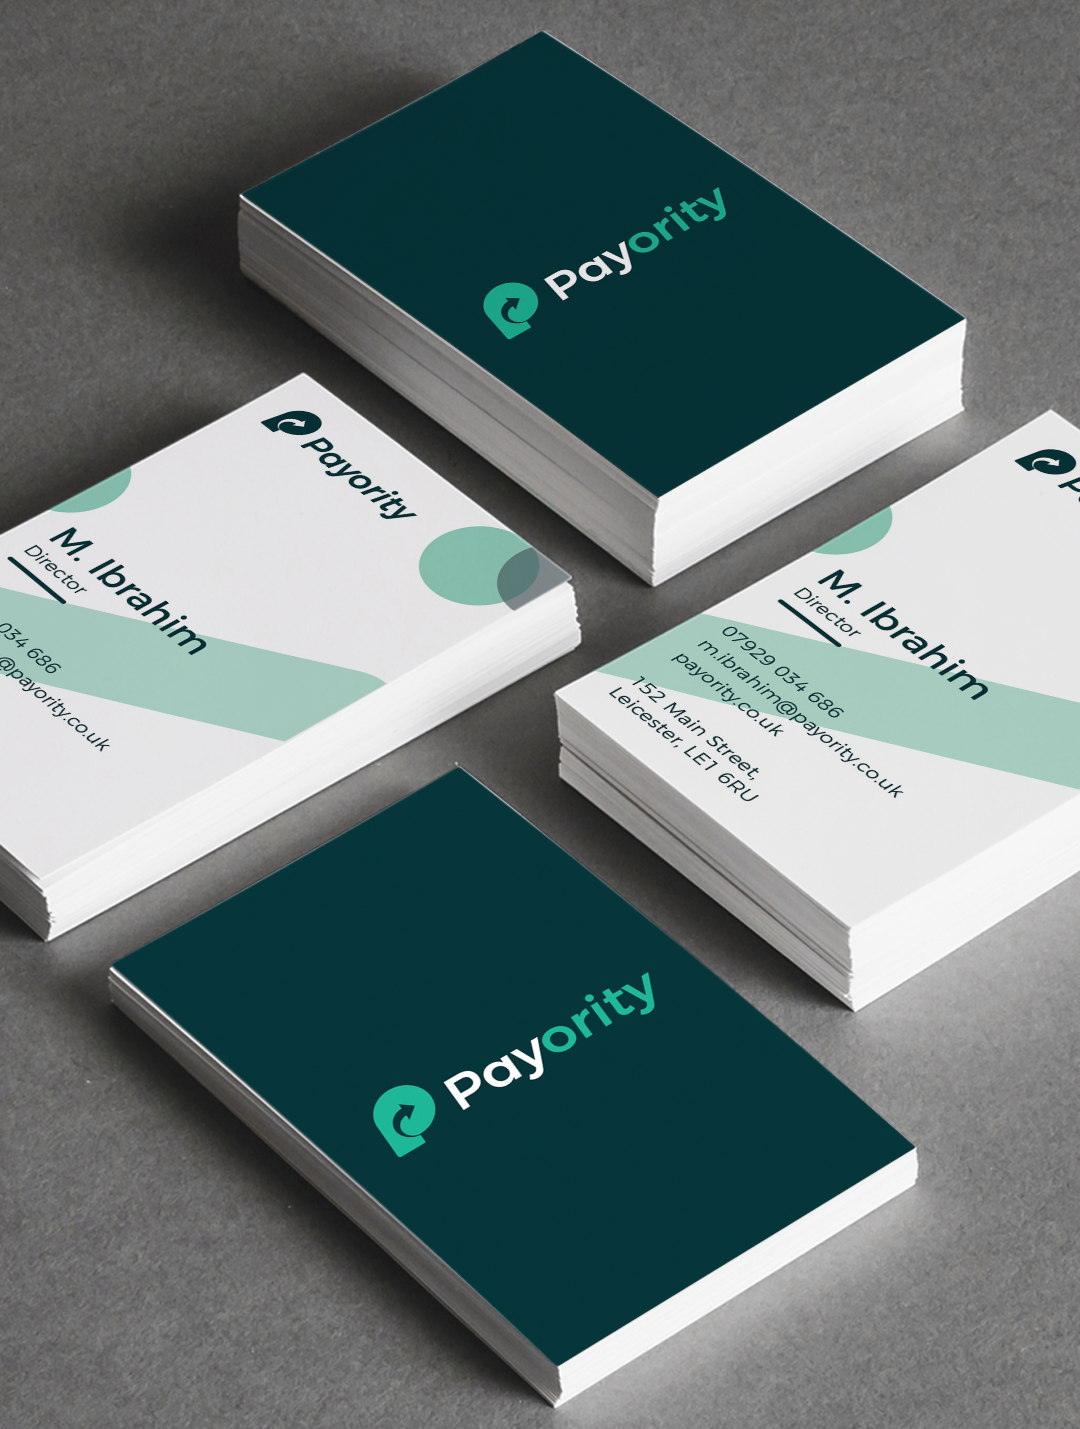 Payority
Payority
M. Ibrahim
Director
034 686
@payority.co.uk
M. Ibrahim
Director
07929 034 686
m.ibrahim@payority.co.uk
payority.co.uk
152 Main Street,
Leicester, LE1 6RU
Payority